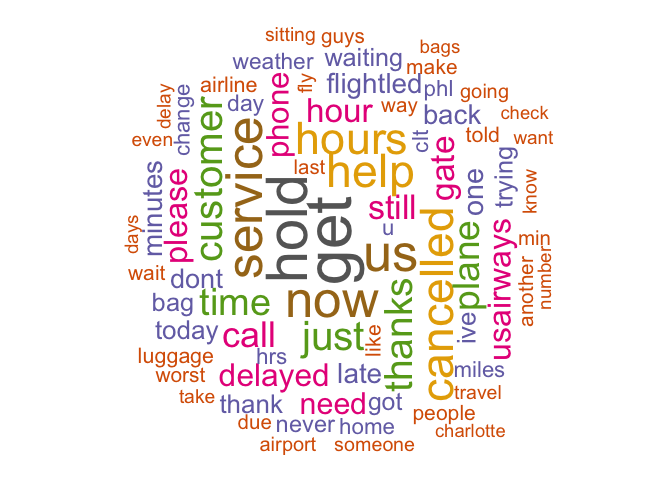 sitting guys
bags
weather waiting
make
airline
fly
flightled
phl
going
delay
change
customer
day
phone
hour
way
back
check
even
service
hours
clt
told
want
last
help
gate
please
minutes
hold
get
still
one
trying
know
days
u
us
cancelled
plane
usairways
min
wait
dont
another
number
bag
time
now
thanks
ive
today
call
just
like
luggage
hrs
worst
delayed
late
miles
take
thank
need
got
travel
people
due
never
home
charlotte
airport
someone